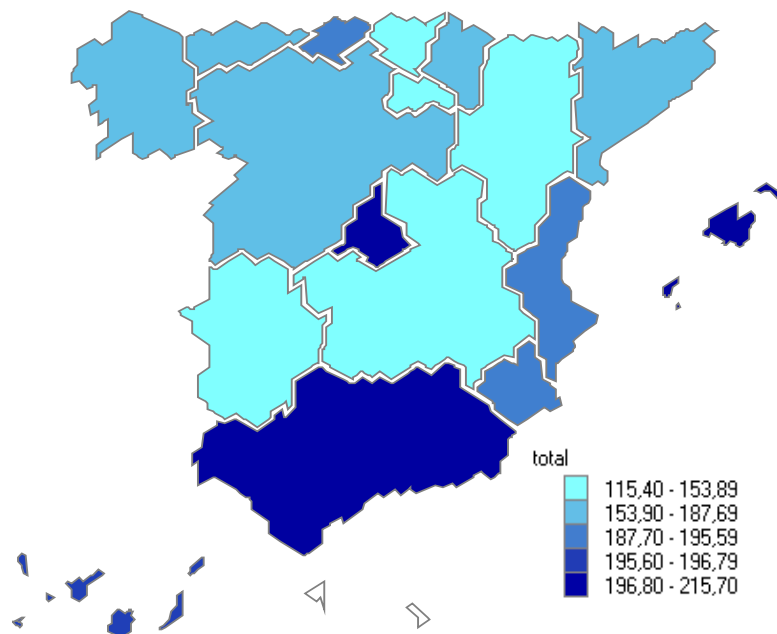 total
115,40 - 153,89
153,90 - 187,69
187,70 - 195,59
195,60 - 196,79
196,80 - 215,70